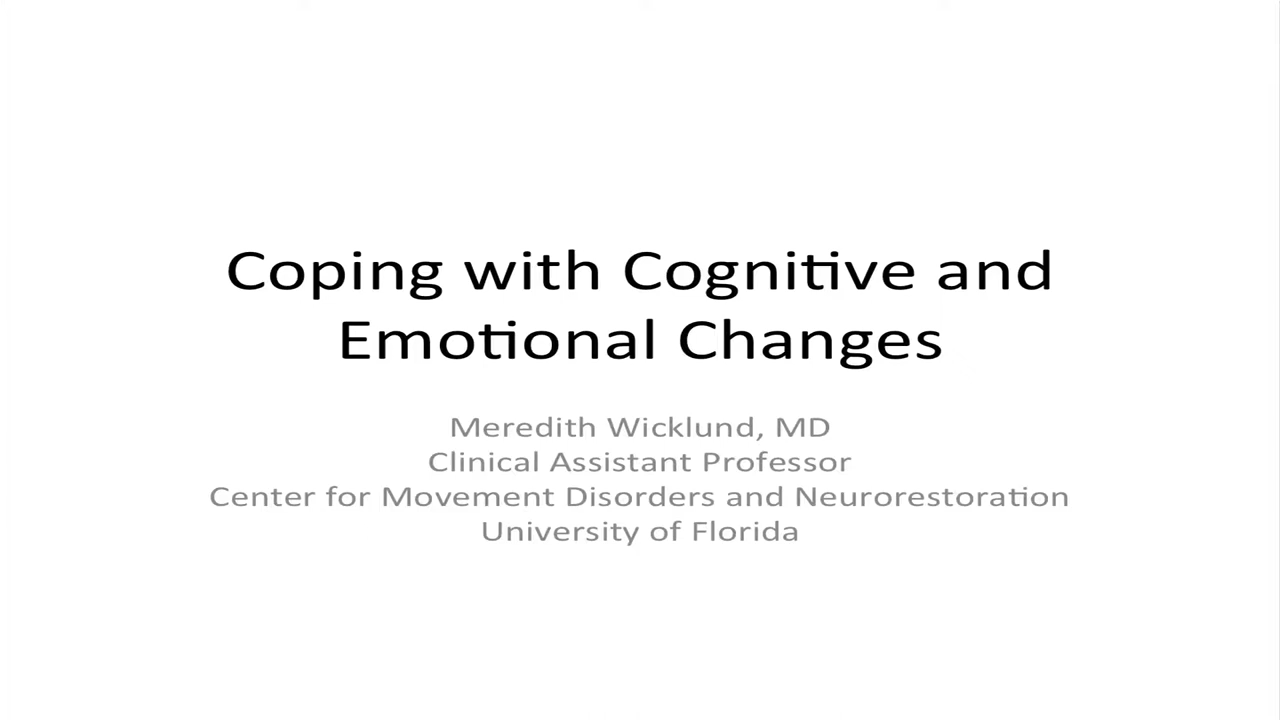 Coping with Cognitive and
Emotional Changes
Meredith Wicklund, MD
Clinical Assistant Professor
Center for Movement Disorders and Neurorestoration
University of Florida